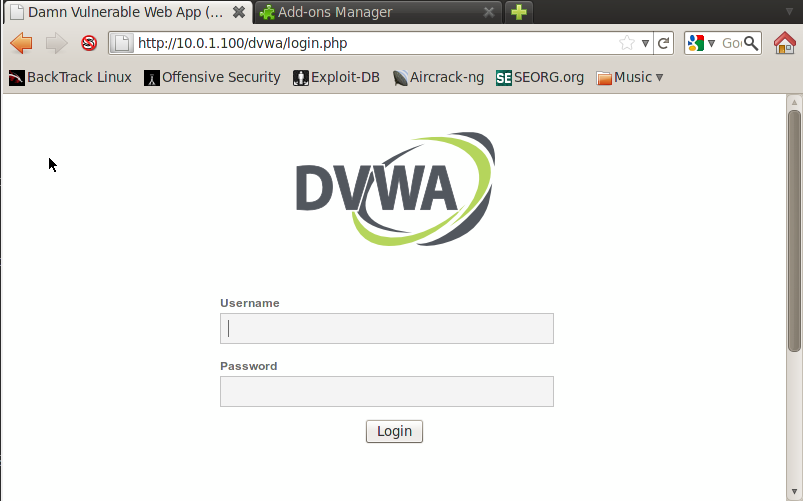 Damn Vulnerable Web App (...
Add-ons Manager
http://10.0.1.100/dvwa/login.php
BackTrack Linux Offensive Security Exploit-DB Aircrack-ng SE SEORG.org Music
DVWA
Username
Password
Login